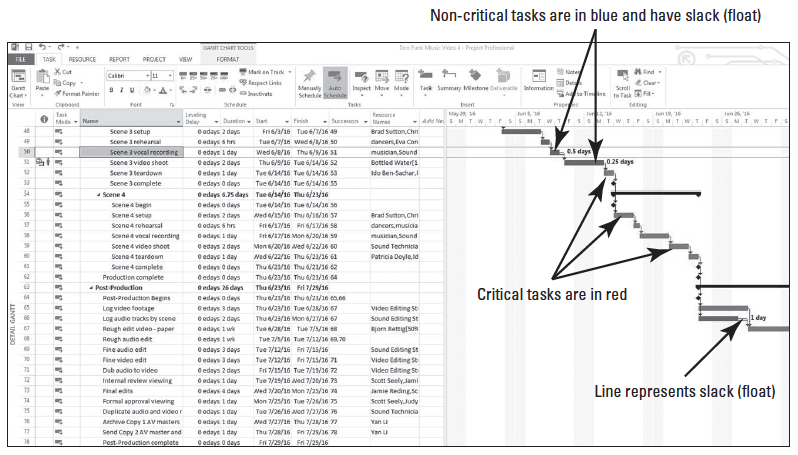 Non-critical tasks are in blue and have slack (float)
GANTT CHART TOOLS
Don Funk Music Video 4 - Project Professional
FILE TASK RESOURCE REPORT PROJECT VIEW FORMAT
Gantt Chart
Paste
Cut
Copy
Format Painter
Calibri 11
B I U
Mark on Track
Respect Links
Inactivate
Manually Schedule
Auto Schedule
Inspect Move Mode
Task Summary Milestone Deliverable
Information
Notes
Details
Add to Timeline
Scroll to Task
Find
Clear
Fill
View Clipboard Font Schedule Tasks Insert Properties Editing
Task Mode Name Leveling Delay Duration Start Finish Successors Resource Names Add New
May 29, '16 Jun 5, '16 Jun 12, '16 Jun 19, '16 Jun 26, '16
S M T W T F S S M T W T F S S M T W T F S S M T W T F S S M T W T F S
48 Scene 3 setup 0 edays 2 days Fri 6/3/16 Tue 6/7/16 49 Brad Sutton,Chri
49 Scene 3 rehearsal 0 edays 6 hrs Tue 6/7/16 Wed 6/8/16 50 dancers,Eva Con
50 Scene 3 vocal recording 0 edays 1 day Wed 6/8/16 Thu 6/9/16 51 musician,Sound
0.5 days
51 Scene 3 video shoot 0 edays 2 days Thu 6/9/16 Tue 6/14/16 52 Bottled Water[1
0.25 days
52 Scene 3 teardown 0 edays 1 day Tue 6/14/16 Tue 6/14/16 53 Ido Ben-Sachar,
53 Scene 3 complete 0 edays 0 days Tue 6/14/16 Tue 6/14/16 55
54 Scene 4 0 edays 6.75 days Tue 6/14/16 Thu 6/23/16
55 Scene 4 begin 0 edays 0 days Tue 6/14/16 Tue 6/14/16 56
56 Scene 4 setup 0 edays 2 days Wed 6/15/16 Thu 6/16/16 57 Brad Sutton,Chri
57 Scene 4 rehearsal 0 edays 6 hrs Fri 6/17/16 Fri 6/17/16 58 dancers,musician
58 Scene 4 vocal recording 0 edays 1 day Fri 6/17/16 Mon 6/20/16 59 musician,Sound
59 Scene 4 video shoot 0 edays 2 days Mon 6/20/16 Wed 6/22/16 60 Sound Technicia
60 Scene 4 teardown 0 edays 1 day Wed 6/22/16 Thu 6/23/16 61 Patricia Doyle,Id
61 Scene 4 complete 0 edays 0 days Thu 6/23/16 Thu 6/23/16 62
62 Production complete 0 edays 0 days Thu 6/23/16 Thu 6/23/16 64
63 Post-Production 0 edays 26 days Thu 6/23/16 Fri 7/29/16
64 Post-Production Begins 0 edays 0 days Thu 6/23/16 Thu 6/23/16 65,66
65 Log video footage 0 edays 3 days Thu 6/23/16 Tue 6/28/16 67 Video Editing St
66 Log audio tracks by scene 0 edays 2 days Thu 6/23/16 Mon 6/27/16 68 Sound Editing St
1 day
67 Rough edit video - paper 0 edays 1 wk Tue 6/28/16 Tue 7/5/16 68 Bjorn Rettig[50%
68 Rough audio edit 0 edays 1 wk Tue 7/5/16 Tue 7/12/16 69,70
69 Fine audio edit 0 edays 3 days Tue 7/12/16 Fri 7/15/16 Sound Editing St
70 Fine video edit 0 edays 3 days Tue 7/12/16 Fri 7/15/16 71 Video Editing St
71 Dub audio to video 0 edays 2 days Fri 7/15/16 Tue 7/19/16 72 Video Editing St
72 Internal review viewing 0 edays 1 day Tue 7/19/16 Wed 7/20/16 73 Scott Seely,Jami
73 Final edits 0 edays 2 days Wed 7/20/16 Mon 7/25/16 74 Jamie Reding,Sc
74 Formal approval viewing 0 edays 1 day Mon 7/25/16 Tue 7/26/16 75 Scott Seely,Judy
75 Duplicate audio and video r 0 edays 1 day Tue 7/26/16 Wed 7/27/16 76 Sound Technicia
76 Archive Copy 1 AV masters 0 edays 1 day Wed 7/27/16 Thu 7/28/16 77 Yan Li
77 Send Copy 2 AV master and 0 edays 1 day Thu 7/28/16 Fri 7/29/16 78 Yan Li
78 Post-Production complete 0 edays 0 days Fri 7/29/16 Fri 7/29/16
DETAIL GANTT
Critical tasks are in red
Line represents slack (float)